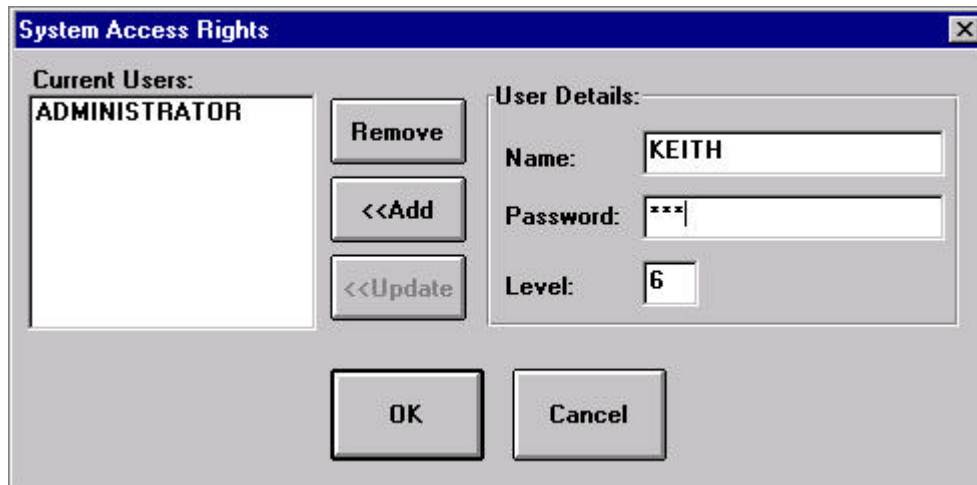 System Access Rights
Current Users:
ADMINISTRATOR
Remove
<<Add
<<Update
User Details:
Name:
KEITH
Password:
***
Level:
6
OK
Cancel